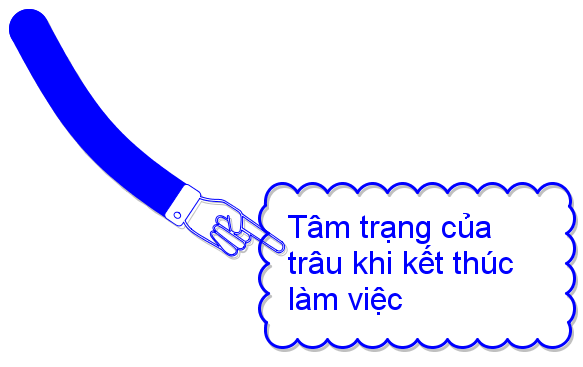 Tâm trạng của
trâu khi kết thúc
làm việc